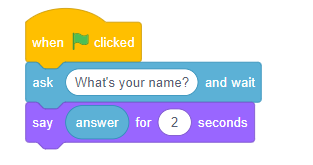 when clicked
ask What's your name? and wait
say answer for 2 seconds